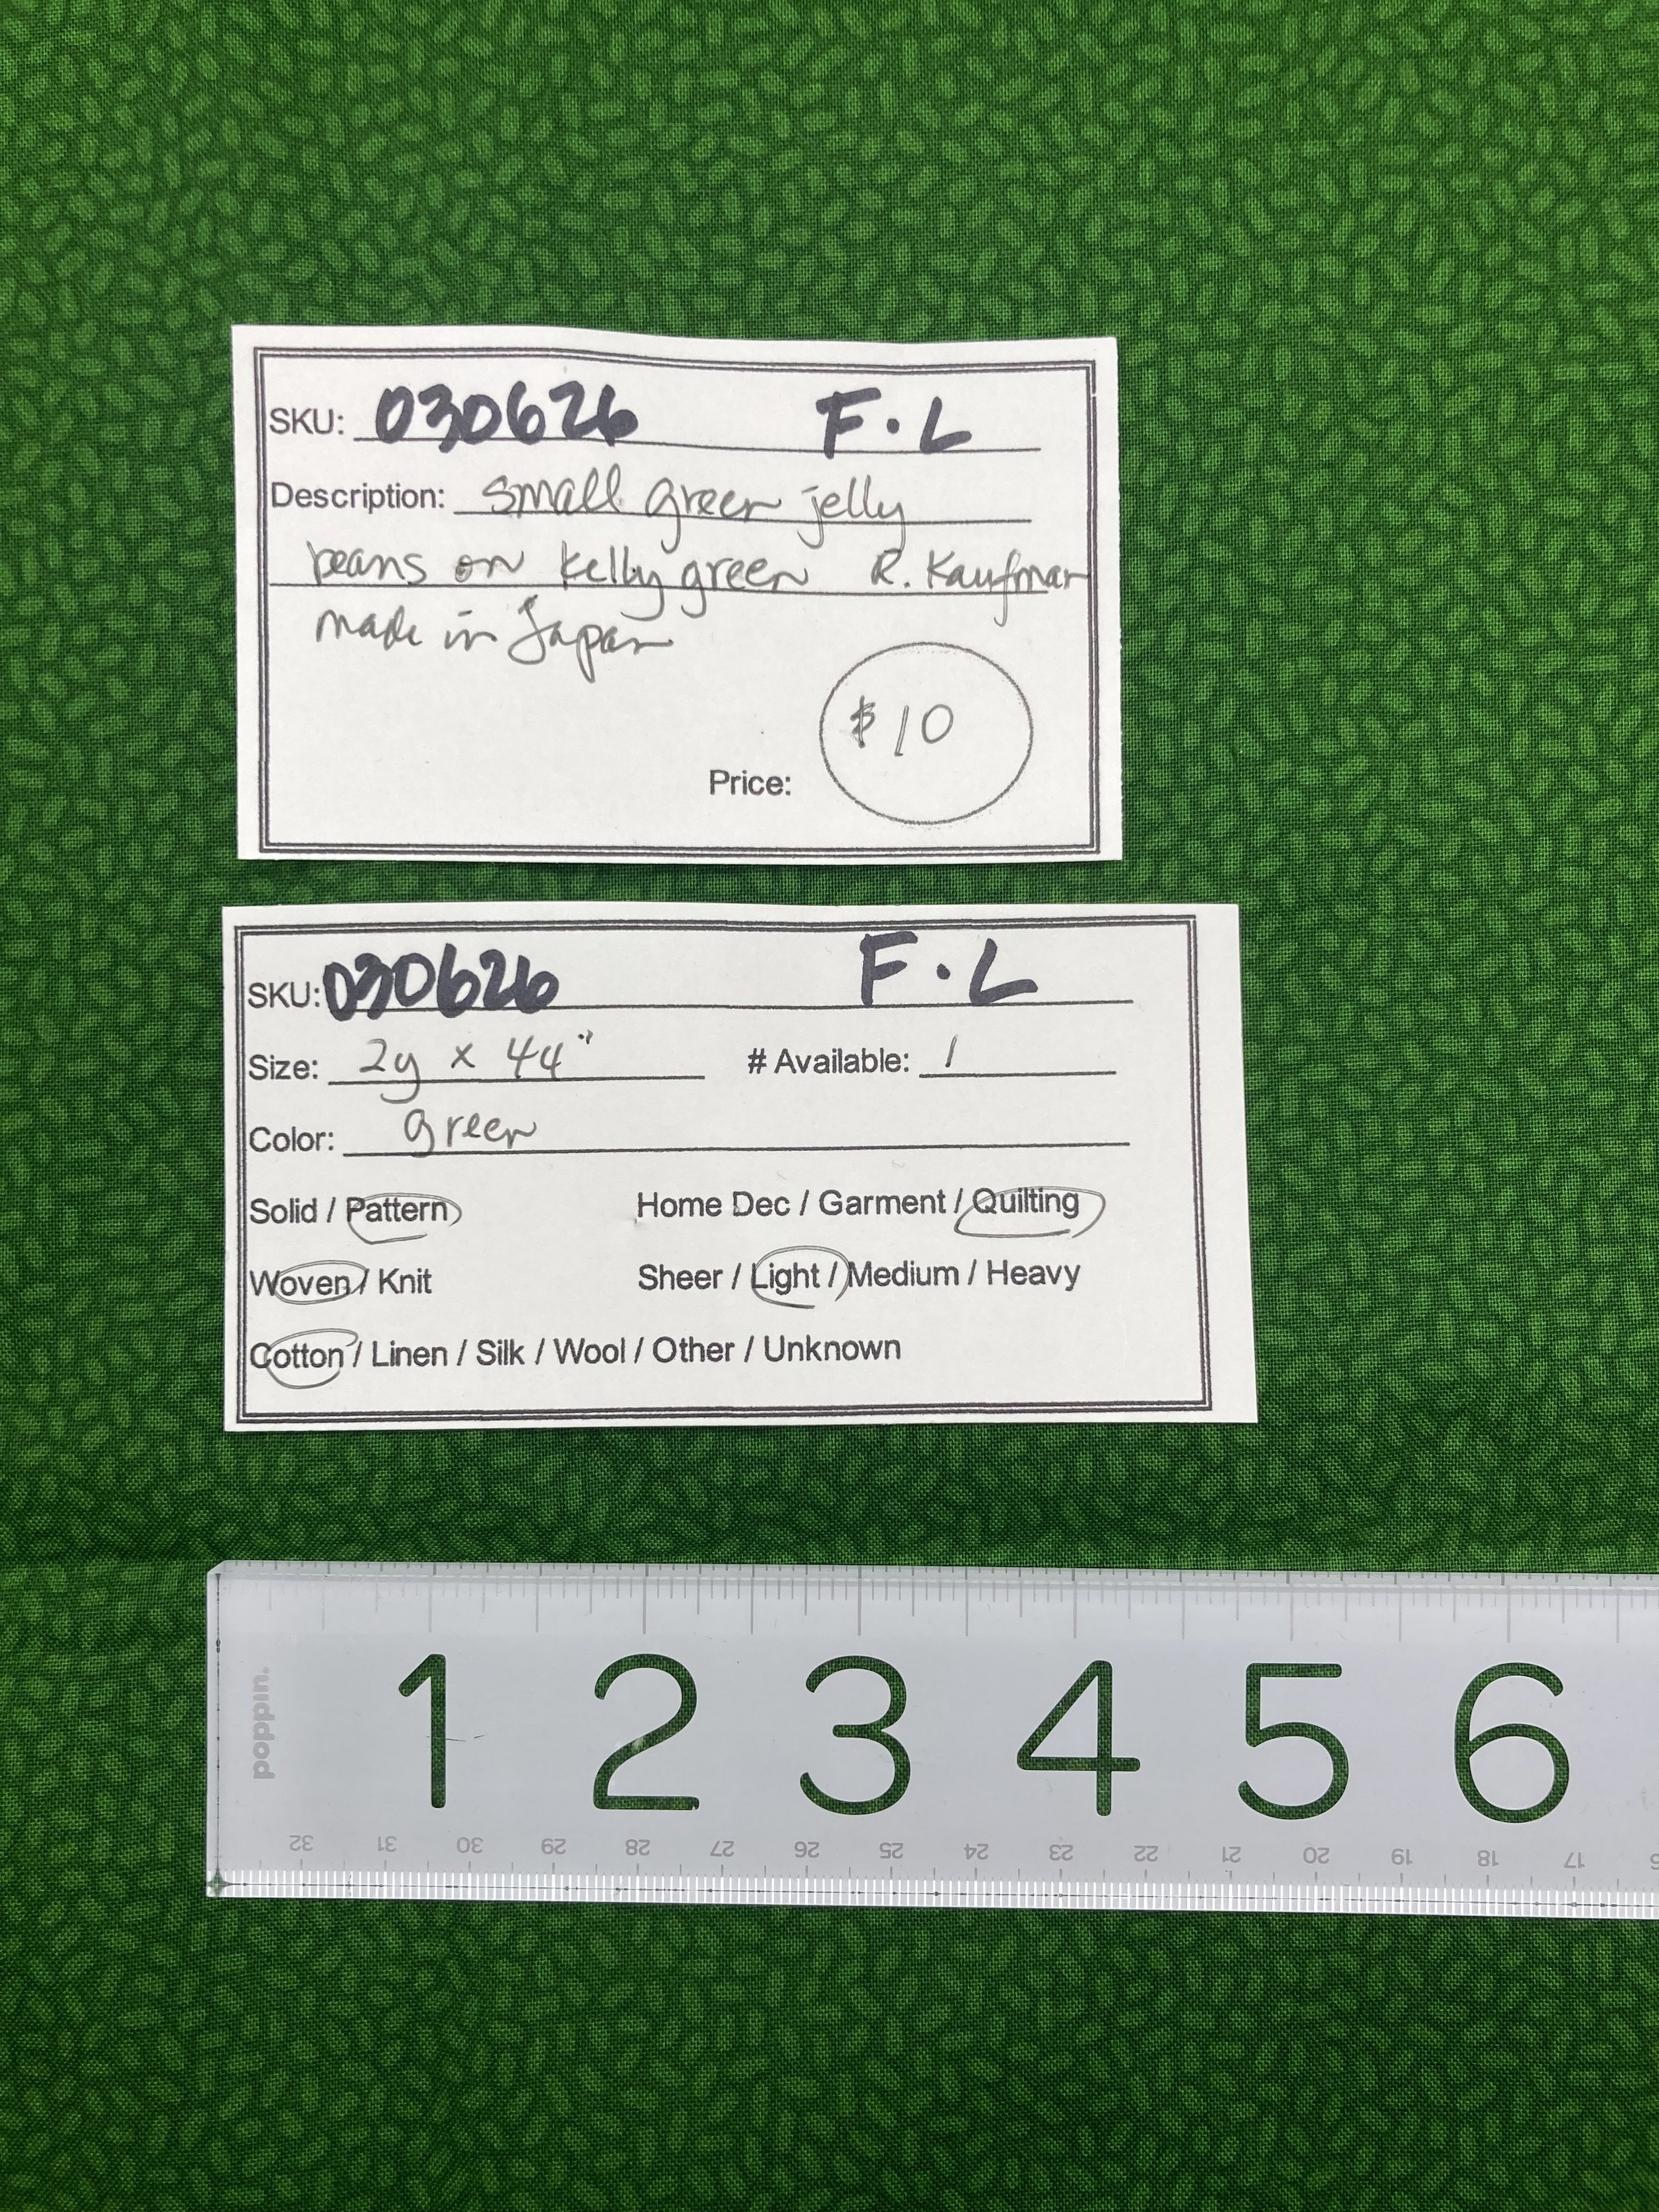 SKU: 030626 F.L
Description: small green jelly
beans on kelly green R. Kaufman
made in Japan
$10
Price:
SKU: 030626 F.L
Size: 2y x 44" # Available: 1
Color: green
Solid / Pattern Home Dec / Garment / Quilting
Woven / Knit Sheer / Light / Medium / Heavy
Cotton / Linen / Silk / Wool / Other / Unknown
poppin.
1 2 3 4 5 6
32 31 30 29 28 27 26 25 24 23 22 21 20 19 18 17